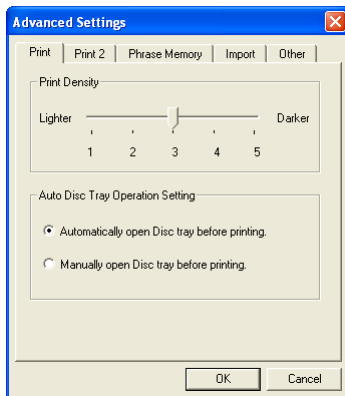 Advanced Settings
Print Print 2 Phrase Memory Import Other
Print Density
Lighter Darker
1 2 3 4 5
Auto Disc Tray Operation Setting
Automatically open Disc tray before printing.
Manually open Disc tray before printing.
OK Cancel